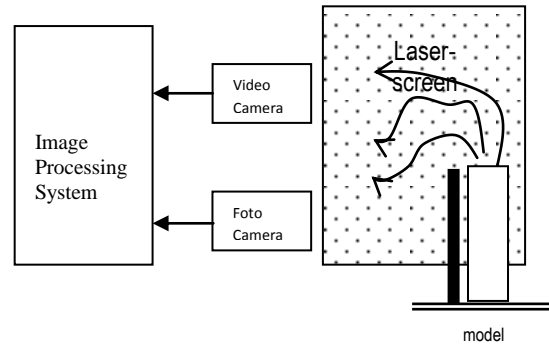 Image
Processing
System
Video
Camera
Foto
Camera
Laser-
screen
model